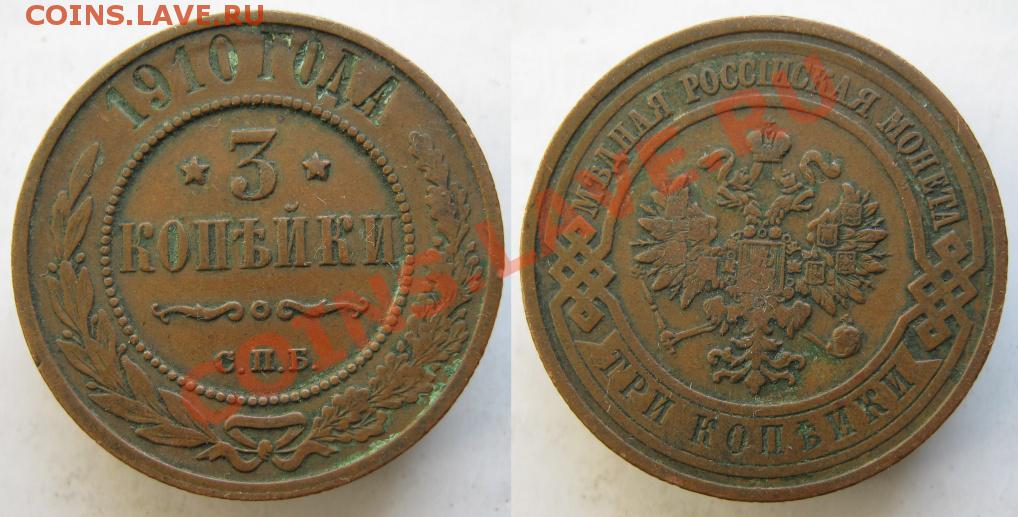 COINS.LAVE.RU
1910 ГОДА
3
КОПѢЙКИ
С.П.Б.
МѢДНАЯ РОССІЙСКАЯ МОНЕТА
ТРИ КОПѢЙКИ
COINS.LAVE.RU